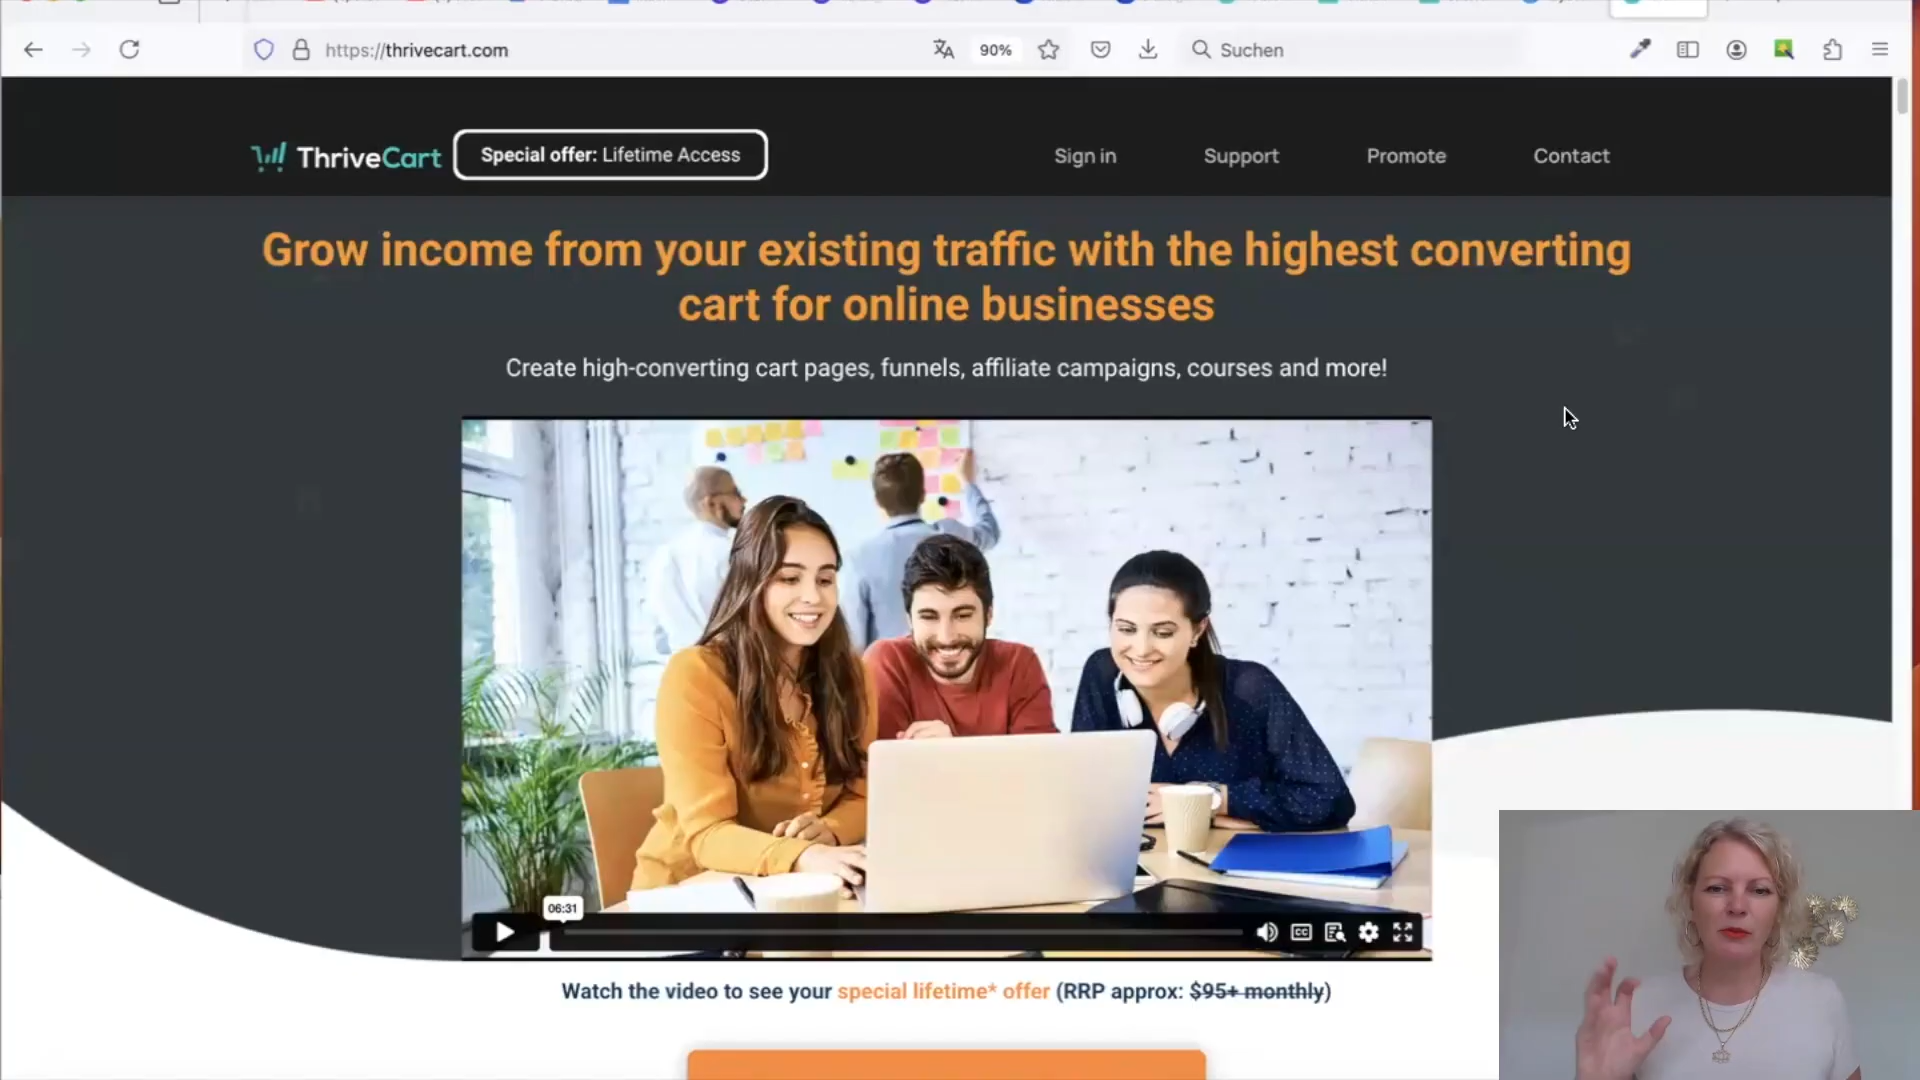 https://thrivecart.com
90%
Suchen
ThriveCart
Special offer: Lifetime Access
Sign in
Support
Promote
Contact
Grow income from your existing traffic with the highest converting
cart for online businesses
Create high-converting cart pages, funnels, affiliate campaigns, courses and more!
06:31
CC
Watch the video to see your special lifetime* offer (RRP approx: $95+ monthly)